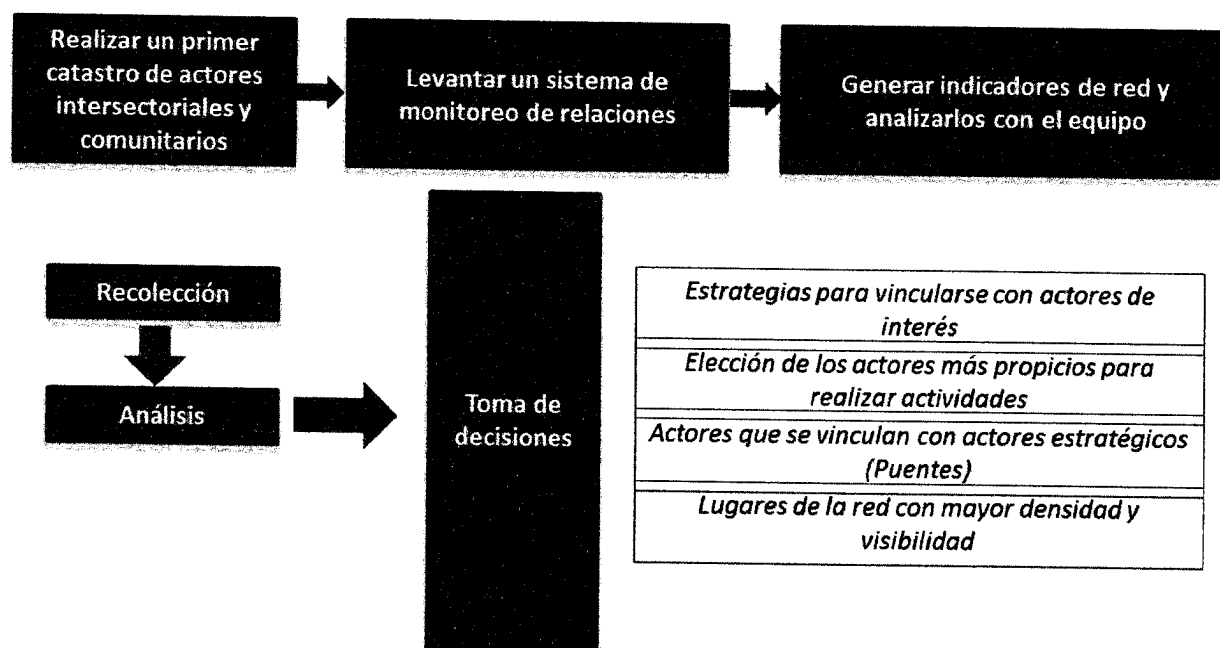 Realizar un primer
catastro de actores
intersectoriales y
comunitarios
Levantar un sistema de
monitoreo de relaciones
Generar indicadores de red y
analizarlos con el equipo
Recolección
Análisis
Toma de
decisiones
Estrategias para vincularse con actores de
interés
Elección de los actores más propicios para
realizar actividades
Actores que se vinculan con actores estratégicos
(Puentes)
Lugares de la red con mayor densidad y
visibilidad